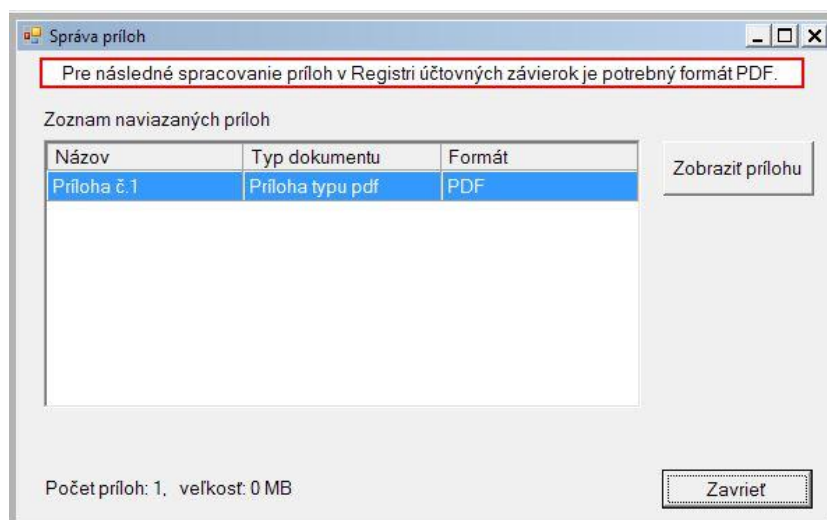 Správa príloh
Pre následné spracovanie príloh v Registri účtovných závierok je potrebný formát PDF.
Zoznam naviazaných príloh
Názov Typ dokumentu Formát
Príloha č.1 Príloha typu pdf PDF
Zobraziť prílohu
Počet príloh: 1, veľkosť: 0 MB
Zavrieť